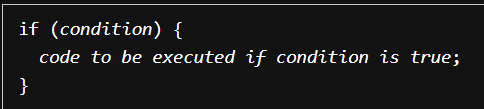 if (condition) {
  code to be executed if condition is true;
}